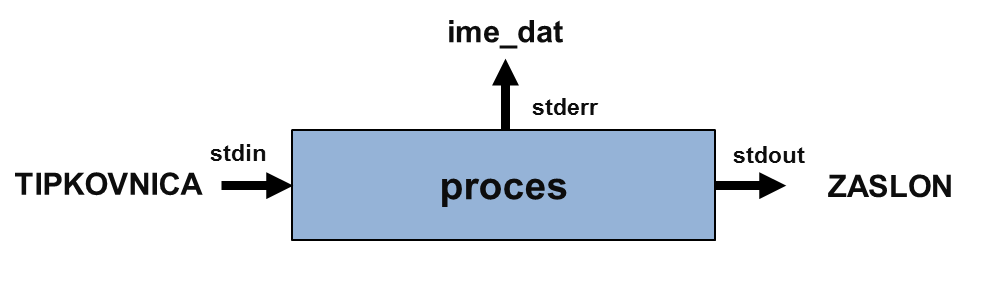 ime_dat
stderr
stdin
stdout
TIPKOVNICA
proces
ZASLON